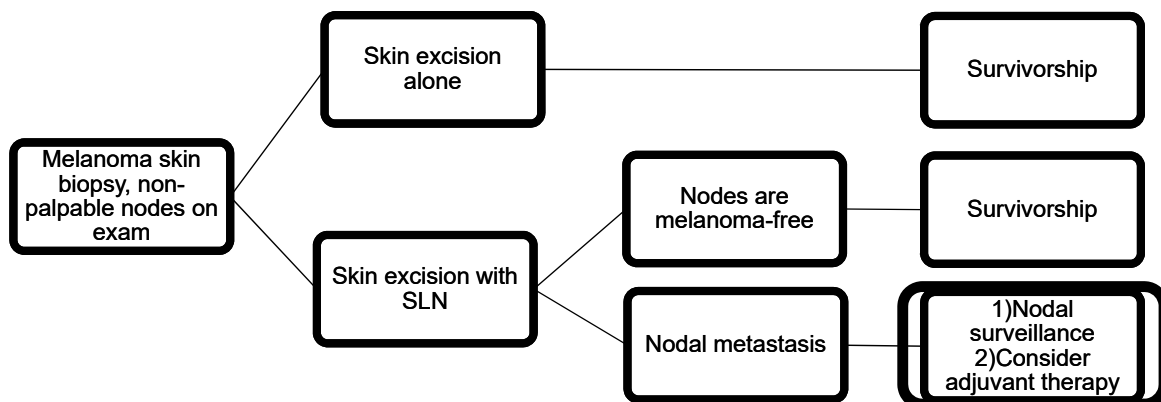 Skin excision
alone
Survivorship
Melanoma skin
biopsy, non-
palpable nodes on
exam
Nodes are
melanoma-free
Survivorship
Skin excision with
SLN
Nodal metastasis
1)Nodal
surveillance
2)Consider
adjuvant therapy